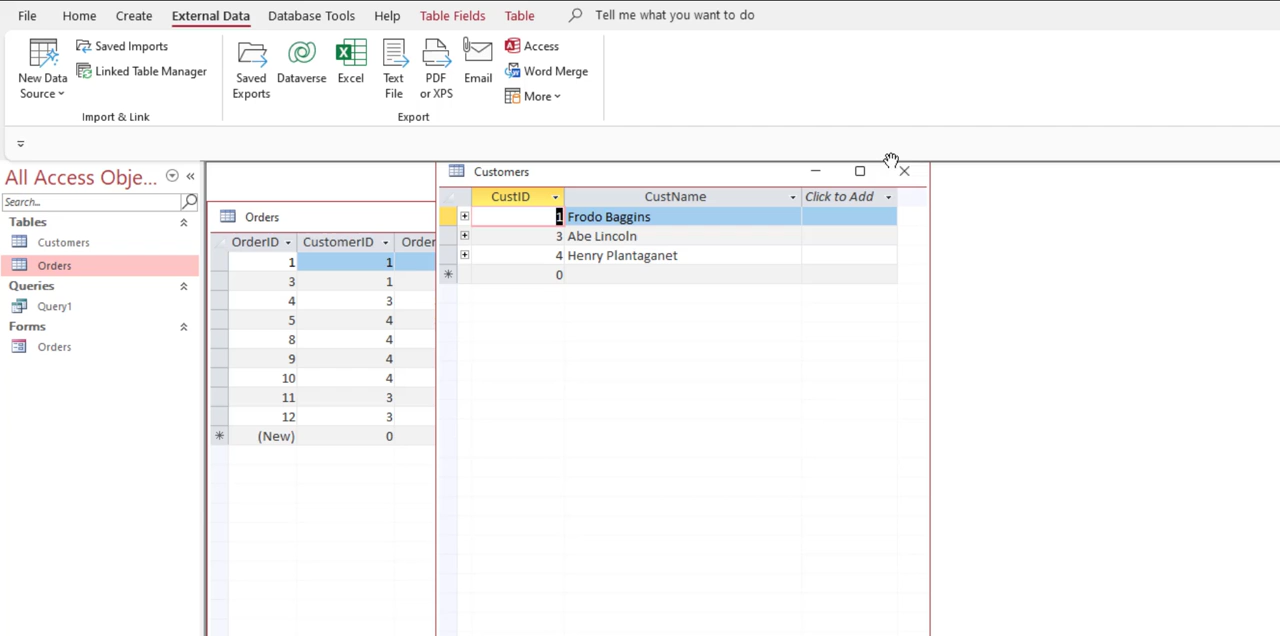 File Home Create External Data Database Tools Help Table Fields Table Tell me what you want to do
New Data Source
Saved Imports
Linked Table Manager
Saved Exports
Dataverse
Excel
Text File
PDF or XPS
Email
Access
Word Merge
More
Import & Link
Export
All Access Obje...
Search...
Tables
Customers
Orders
Queries
Query1
Forms
Orders
Orders
OrderID CustomerID Order
1 1
3 1
4 3
5 4
8 4
9 4
10 4
11 3
12 3
(New) 0
Customers
CustID CustName Click to Add
1 Frodo Baggins
3 Abe Lincoln
4 Henry Plantaganet
0